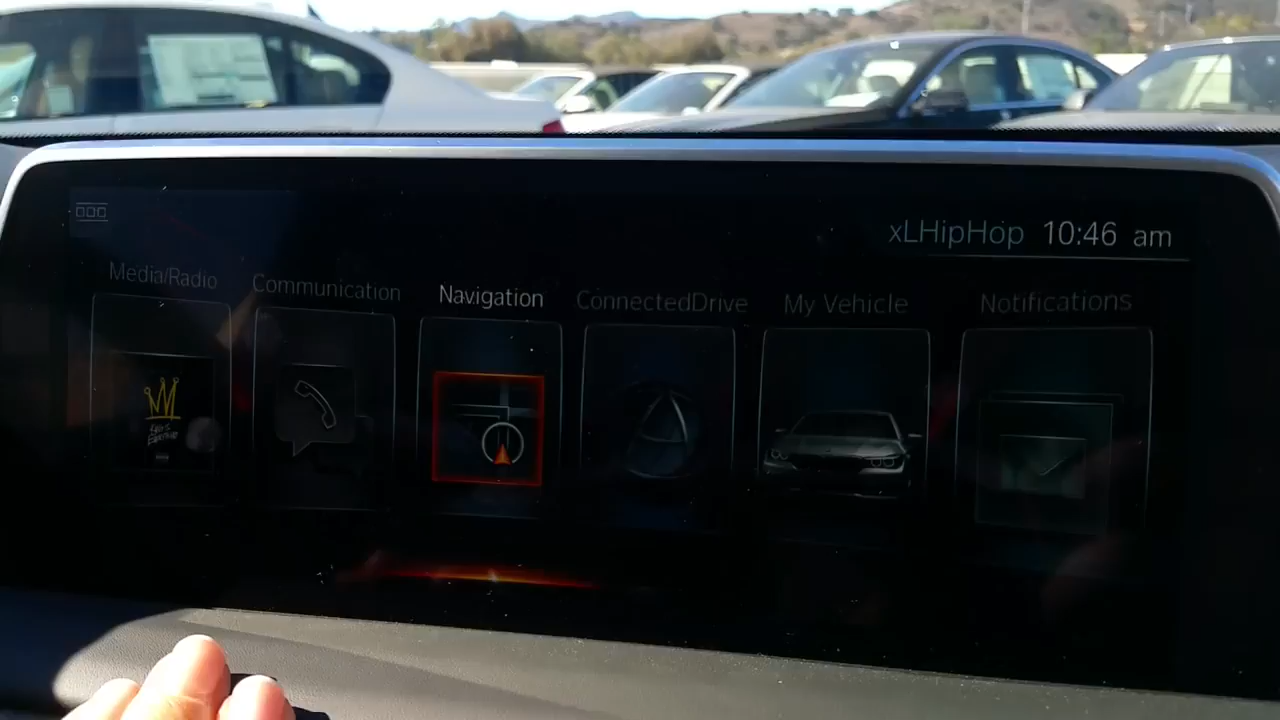 xLHipHop 10:46 am
Media/Radio Communication Navigation ConnectedDrive My Vehicle Notifications